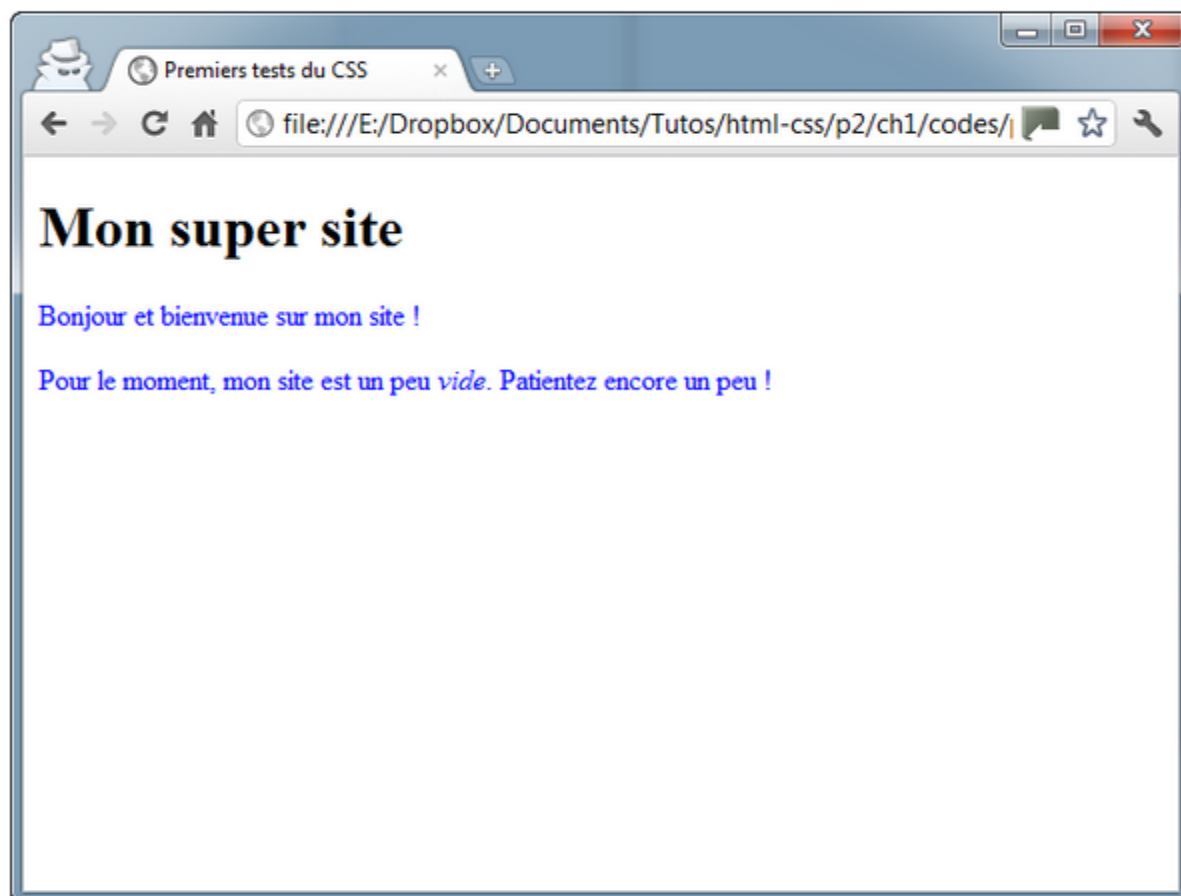 Premiers tests du CSS
file:///E:/Dropbox/Documents/Tutos/html-css/p2/ch1/codes/
Mon super site
Bonjour et bienvenue sur mon site !
Pour le moment, mon site est un peu vide. Patientez encore un peu !